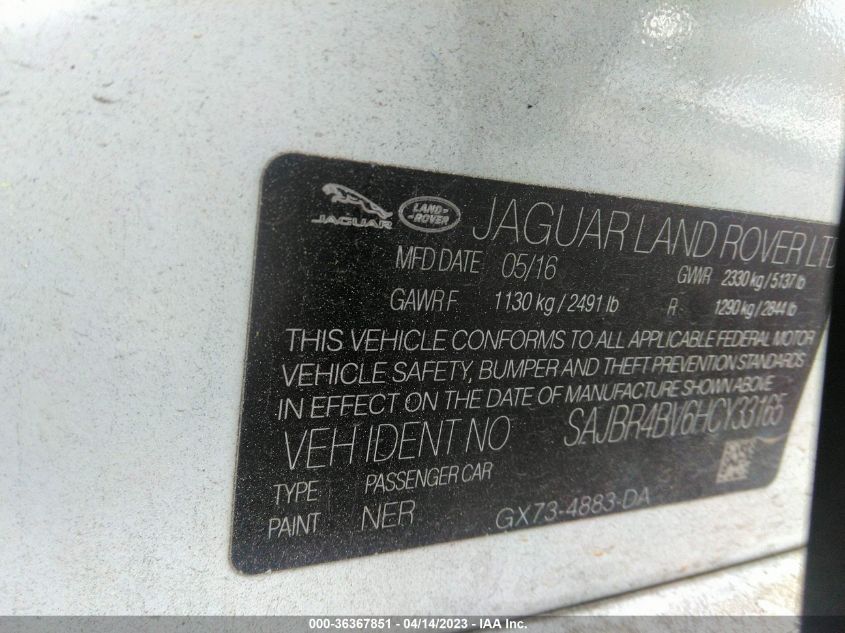 JAGUAR LAND-ROVER JAGUAR LAND ROVER LTD
MFD DATE 05/16 GVWR 2330 kg / 5137 lb
GAWR F 1130 kg / 2491 lb R 1290 kg / 2844 lb
THIS VEHICLE CONFORMS TO ALL APPLICABLE FEDERAL MOTOR
VEHICLE SAFETY, BUMPER AND THEFT PREVENTION STANDARDS
IN EFFECT ON THE DATE OF MANUFACTURE SHOWN ABOVE
VEH IDENT NO SAJBR4BV6HCY33165
TYPE PASSENGER CAR
PAINT NER GX73-4883-DA
000-36367851 / 04/14/2023 - IAA Inc.